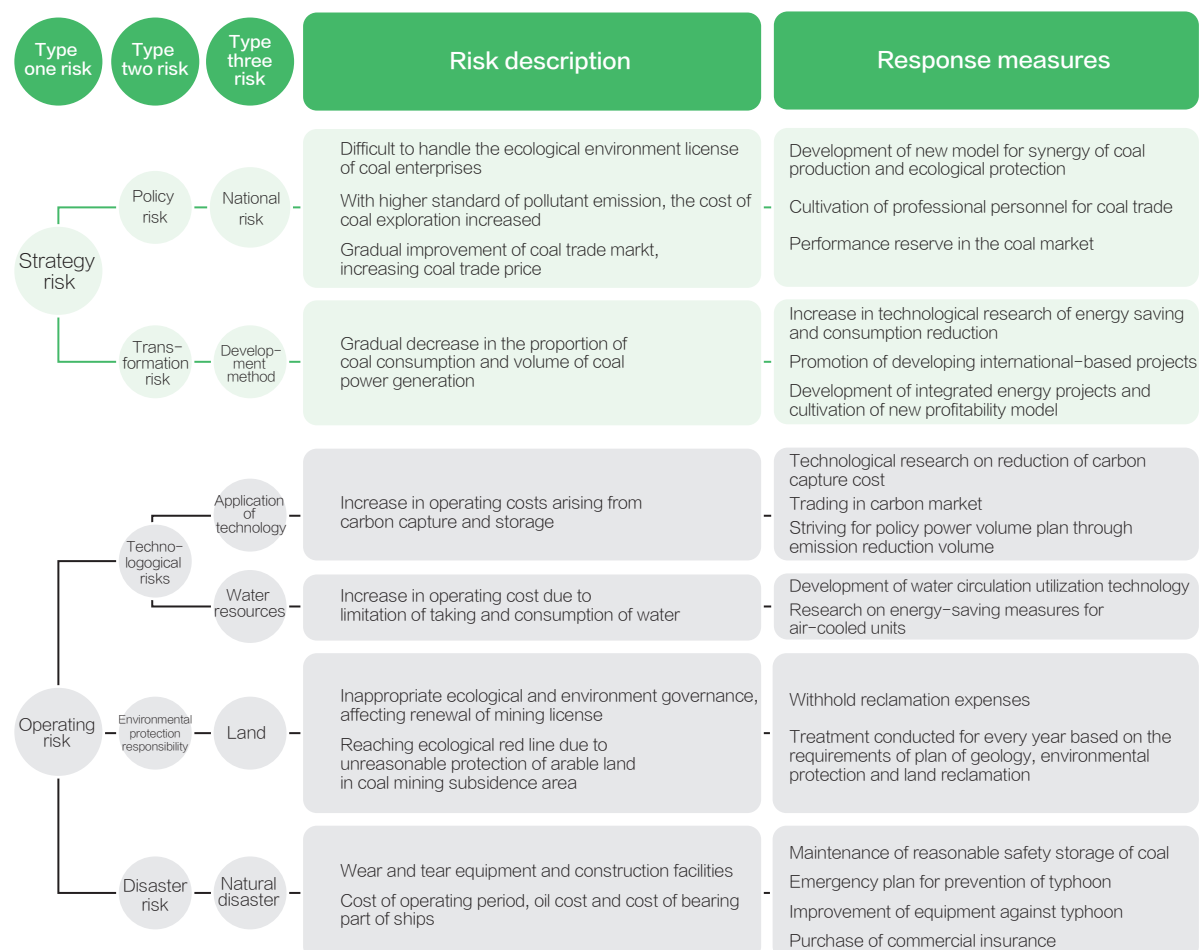 Type
one risk
Type
two risk
Type
three
risk
Risk description
Response measures
Strategy
risk
Policy
risk
National
risk
Difficult to handle the ecological environment license
of coal enterprises
With higher standard of pollutant emission, the cost of
coal exploration increased
Gradual improvement of coal trade markt,
increasing coal trade price
Development of new model for synergy of coal
production and ecological protection
Cultivation of professional personnel for coal trade
Performance reserve in the coal market
Trans-
formation
risk
Develop-
ment
method
Gradual decrease in the proportion of
coal consumption and volume of coal
power generation
Increase in technological research of energy saving
and consumption reduction
Promotion of developing international-based projects
Development of integrated energy projects and
cultivation of new profitability model
Operating
risk
Techno-
logogical
risks
Application
of
technology
Increase in operating costs arising from
carbon capture and storage
Technological research on reduction of carbon
capture cost
Trading in carbon market
Striving for policy power volume plan through
emission reduction volume
Water
resources
Increase in operating cost due to
limitation of taking and consumption of water
Development of water circulation utilization technology
Research on energy-saving measures for
air-cooled units
Environmental
protection
responsibility
Land
Inappropriate ecological and environment governance,
affecting renewal of mining license
Reaching ecological red line due to
unreasonable protection of arable land
in coal mining subsidence area
Withhold reclamation expenses
Treatment conducted for every year based on the
requirements of plan of geology, environmental
protection and land reclamation
Disaster
risk
Natural
disaster
Wear and tear equipment and construction facilities
Cost of operating period, oil cost and cost of bearing
part of ships
Maintenance of reasonable safety storage of coal
Emergency plan for prevention of typhoon
Improvement of equipment against typhoon
Purchase of commercial insurance